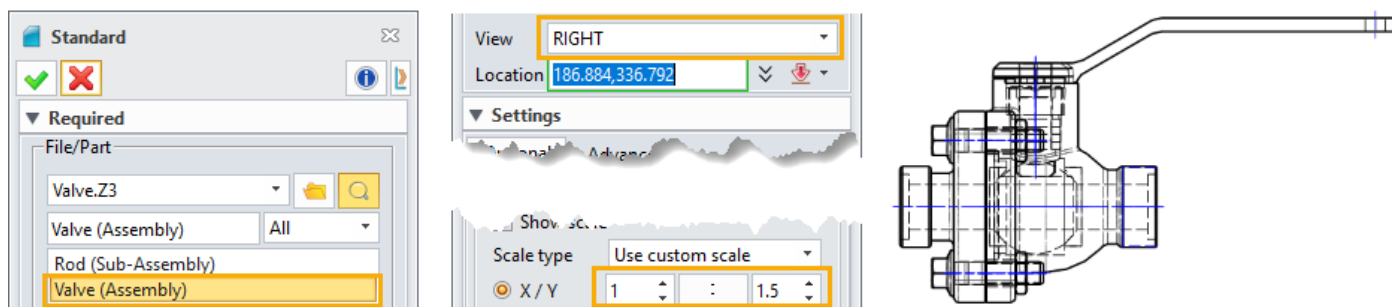 Standard
Required
File/Part
Valve.Z3
Valve (Assembly) All
Rod (Sub-Assembly)
Valve (Assembly)
View RIGHT
Location 186.884,336.792
Settings
Scale type Use custom scale
X / Y 1 : 1.5